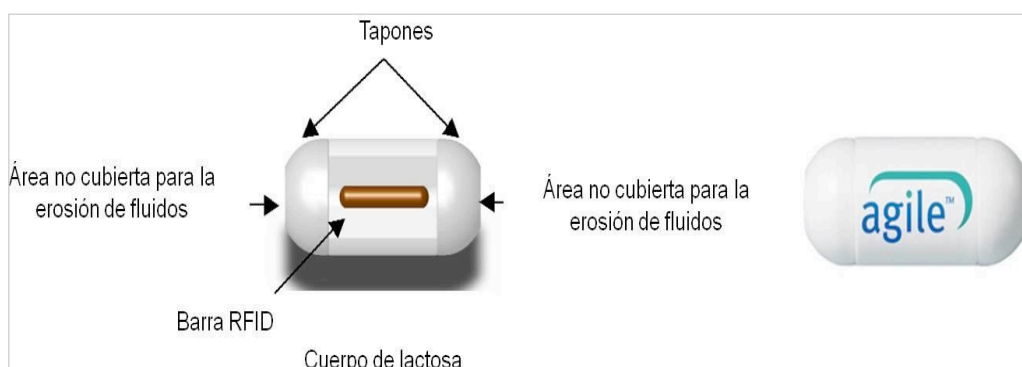 Tapones
Área no cubierta para la
erosión de fluidos
Área no cubierta para la
erosión de fluidos
agile™
Barra RFID
Cuerpo de lactosa